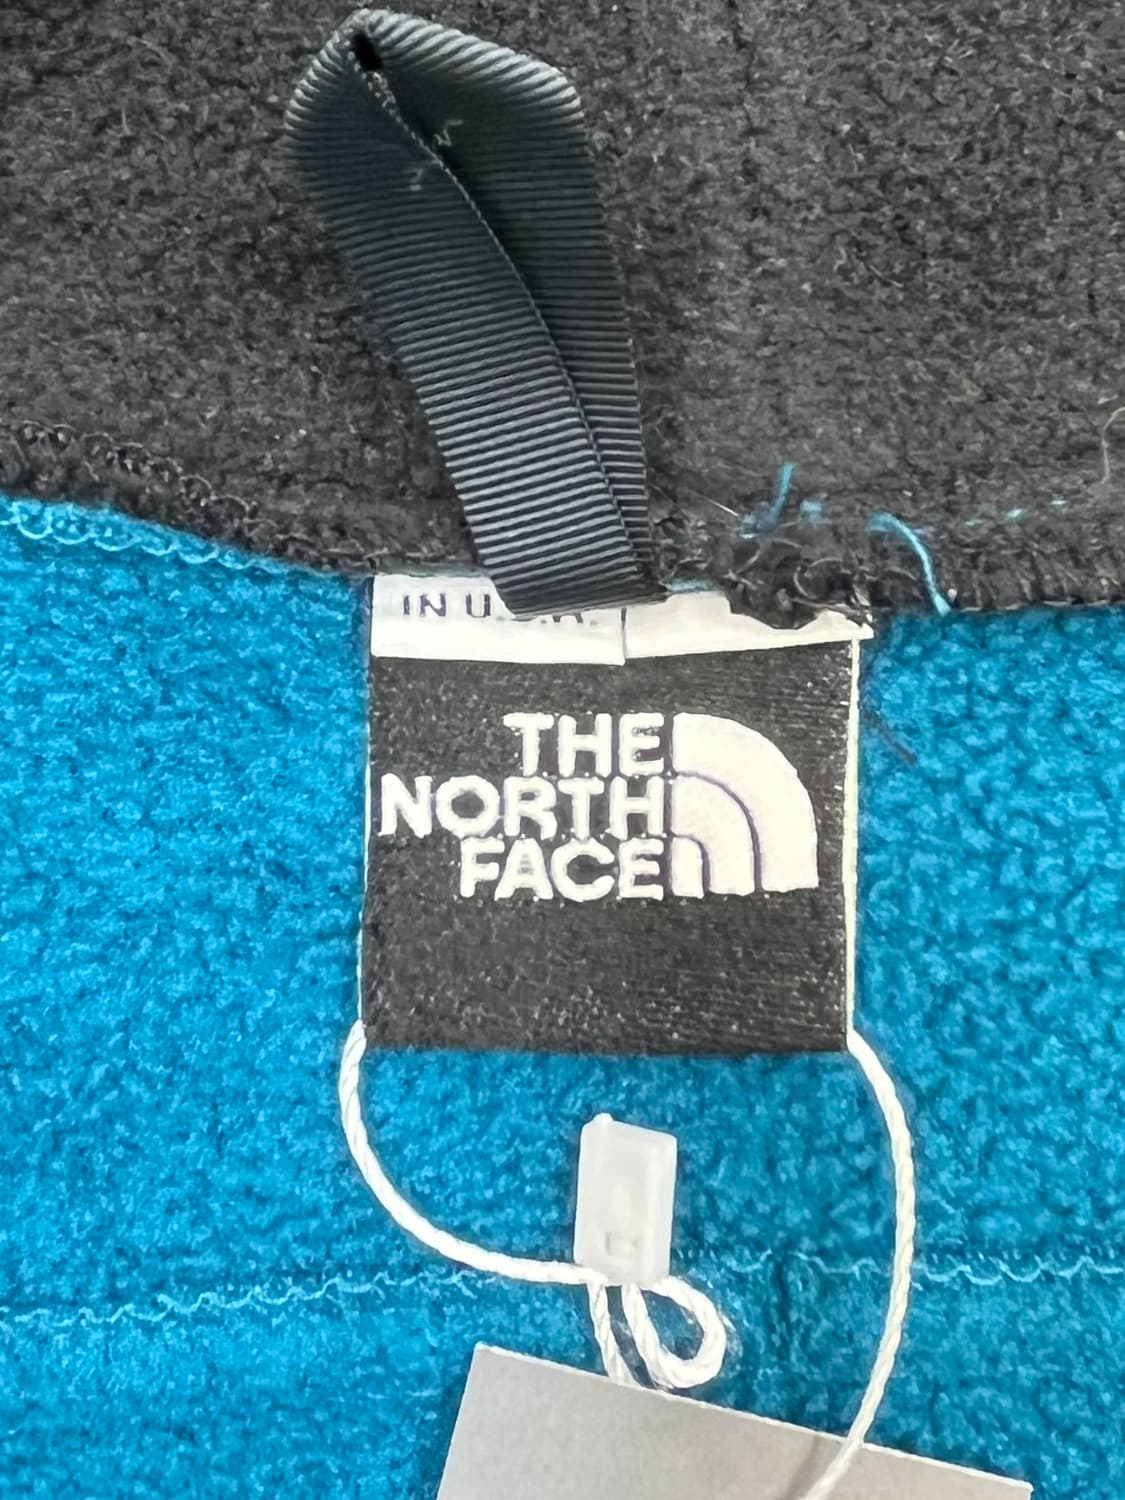 IN U.S.A.
THE
NORTH
FACE